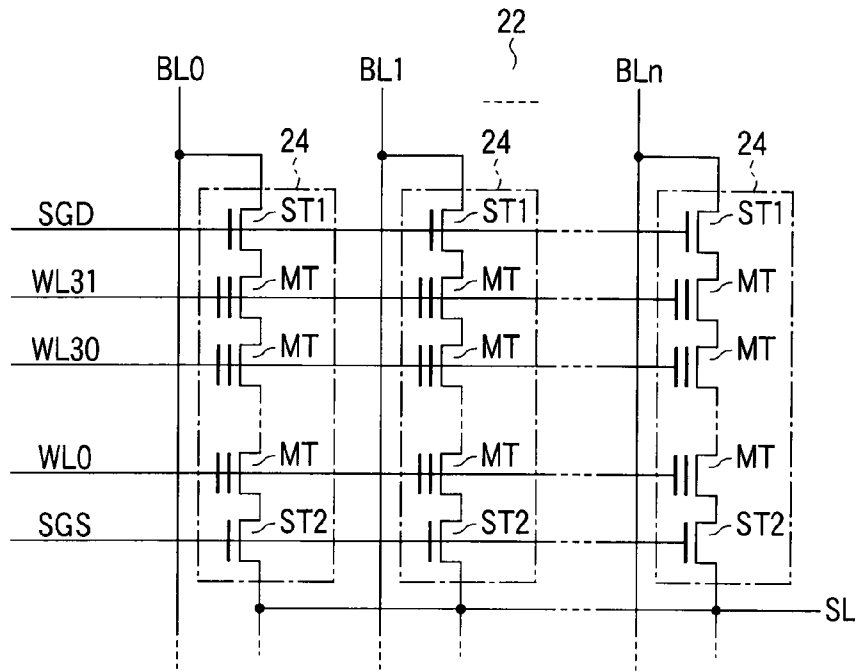 22
BL0 BL1 BLn
24 24 24
SGD ST1 ST1 ST1
WL31 MT MT MT
WL30 MT MT MT
WL0 MT MT MT
SGS ST2 ST2 ST2
SL